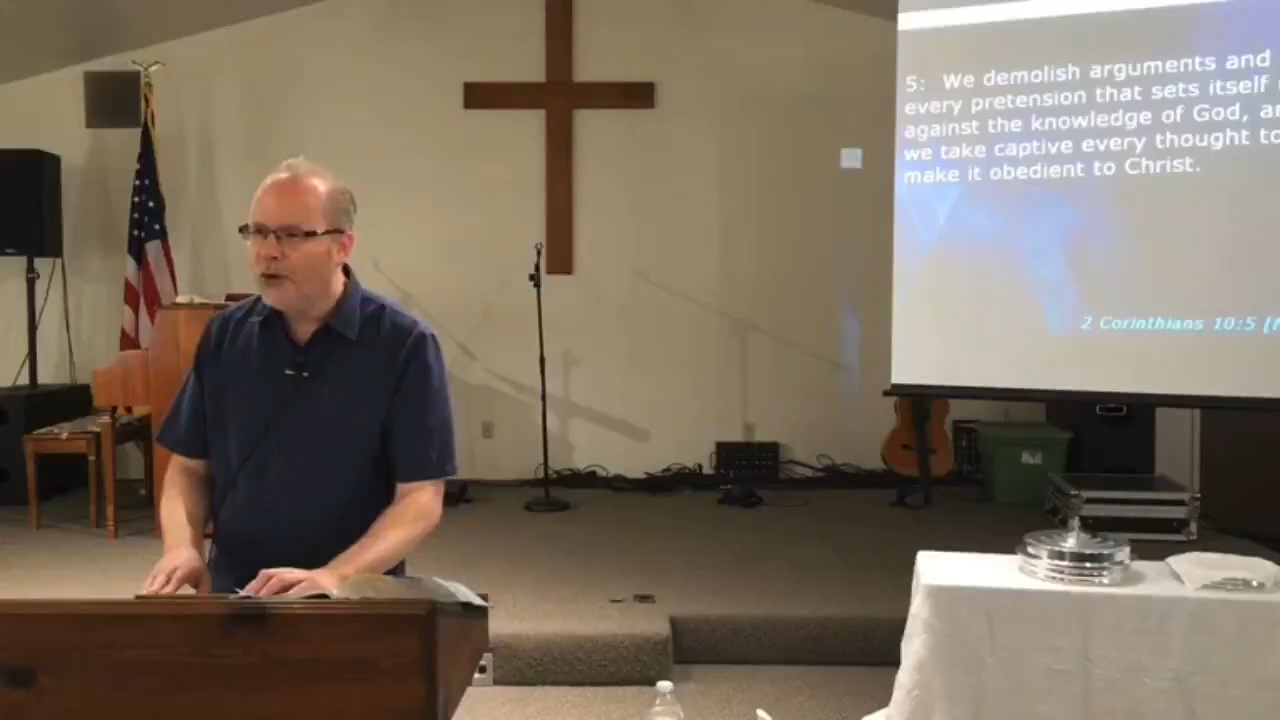 5: We demolish arguments and
every pretension that sets itself
against the knowledge of God,
we take captive every thought to
make it obedient to Christ.
2 Corinthians 10:5